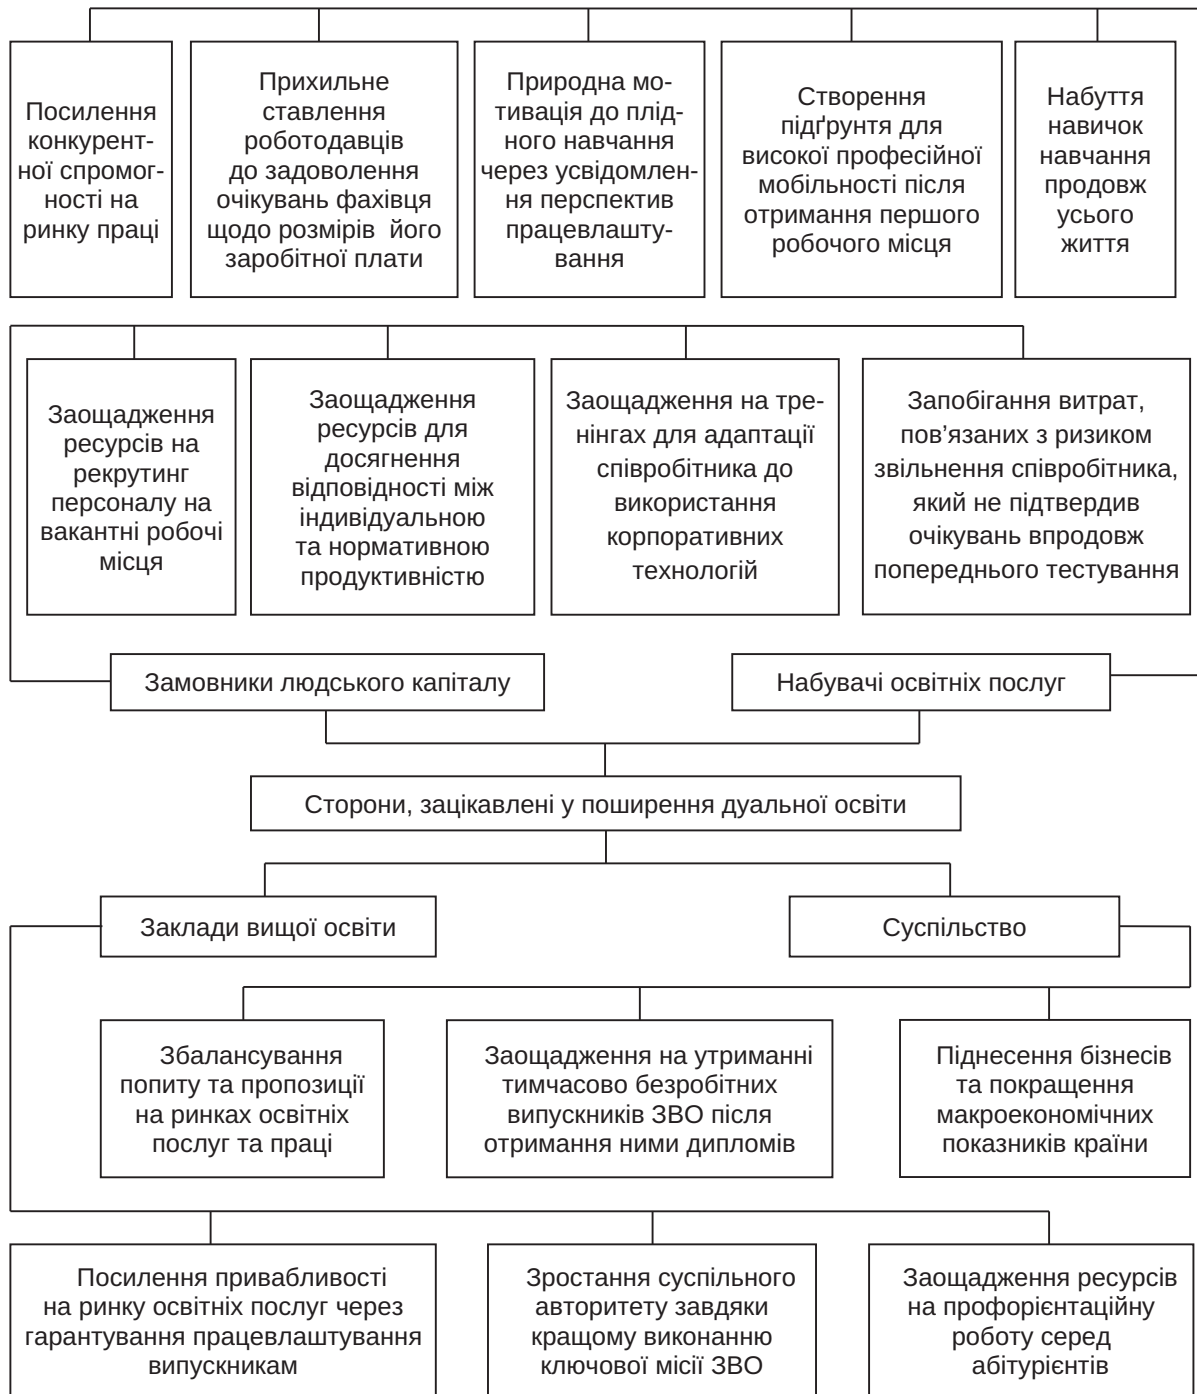 Посилення
конкурент-
ної спромог-
ності на
ринку праці
Прихильне
ставлення
роботодавців
до задоволення
очікувань фахівця
щодо розмірів його
заробітної плати
Природна мо-
тивація до плід-
ного навчання
через усвідомлен-
ня перспектив
працевлашту-
вання
Створення
підґрунтя для
високої професійної
мобільності після
отримання першого
робочого місця
Набуття
навичок
навчання
продовж
усього
життя
Заощадження
ресурсів на
рекрутинг
персоналу на
вакантні робочі
місця
Заощадження
ресурсів для
досягнення
відповідності між
індивідуальною
та нормативною
продуктивністю
Заощадження на тре-
нінгах для адаптації
співробітника до
використання
корпоративних
технологій
Запобігання витрат,
пов’язаних з ризиком
звільнення співробітника,
який не підтвердив
очікувань впродовж
попереднього тестування
Замовники людського капіталу
Набувачі освітніх послуг
Сторони, зацікавлені у поширення дуальної освіти
Заклади вищої освіти
Суспільство
Збалансування
попиту та пропозиції
на ринках освітніх
послуг та праці
Заощадження на утриманні
тимчасово безробітних
випускників ЗВО після
отримання ними дипломів
Піднесення бізнесів
та покращення
макроекономічних
показників країни
Посилення привабливості
на ринку освітніх послуг через
гарантування працевлаштування
випускникам
Зростання суспільного
авторитету завдяки
кращому виконанню
ключової місії ЗВО
Заощадження ресурсів
на профорієнтаційну
роботу серед
абітурієнтів